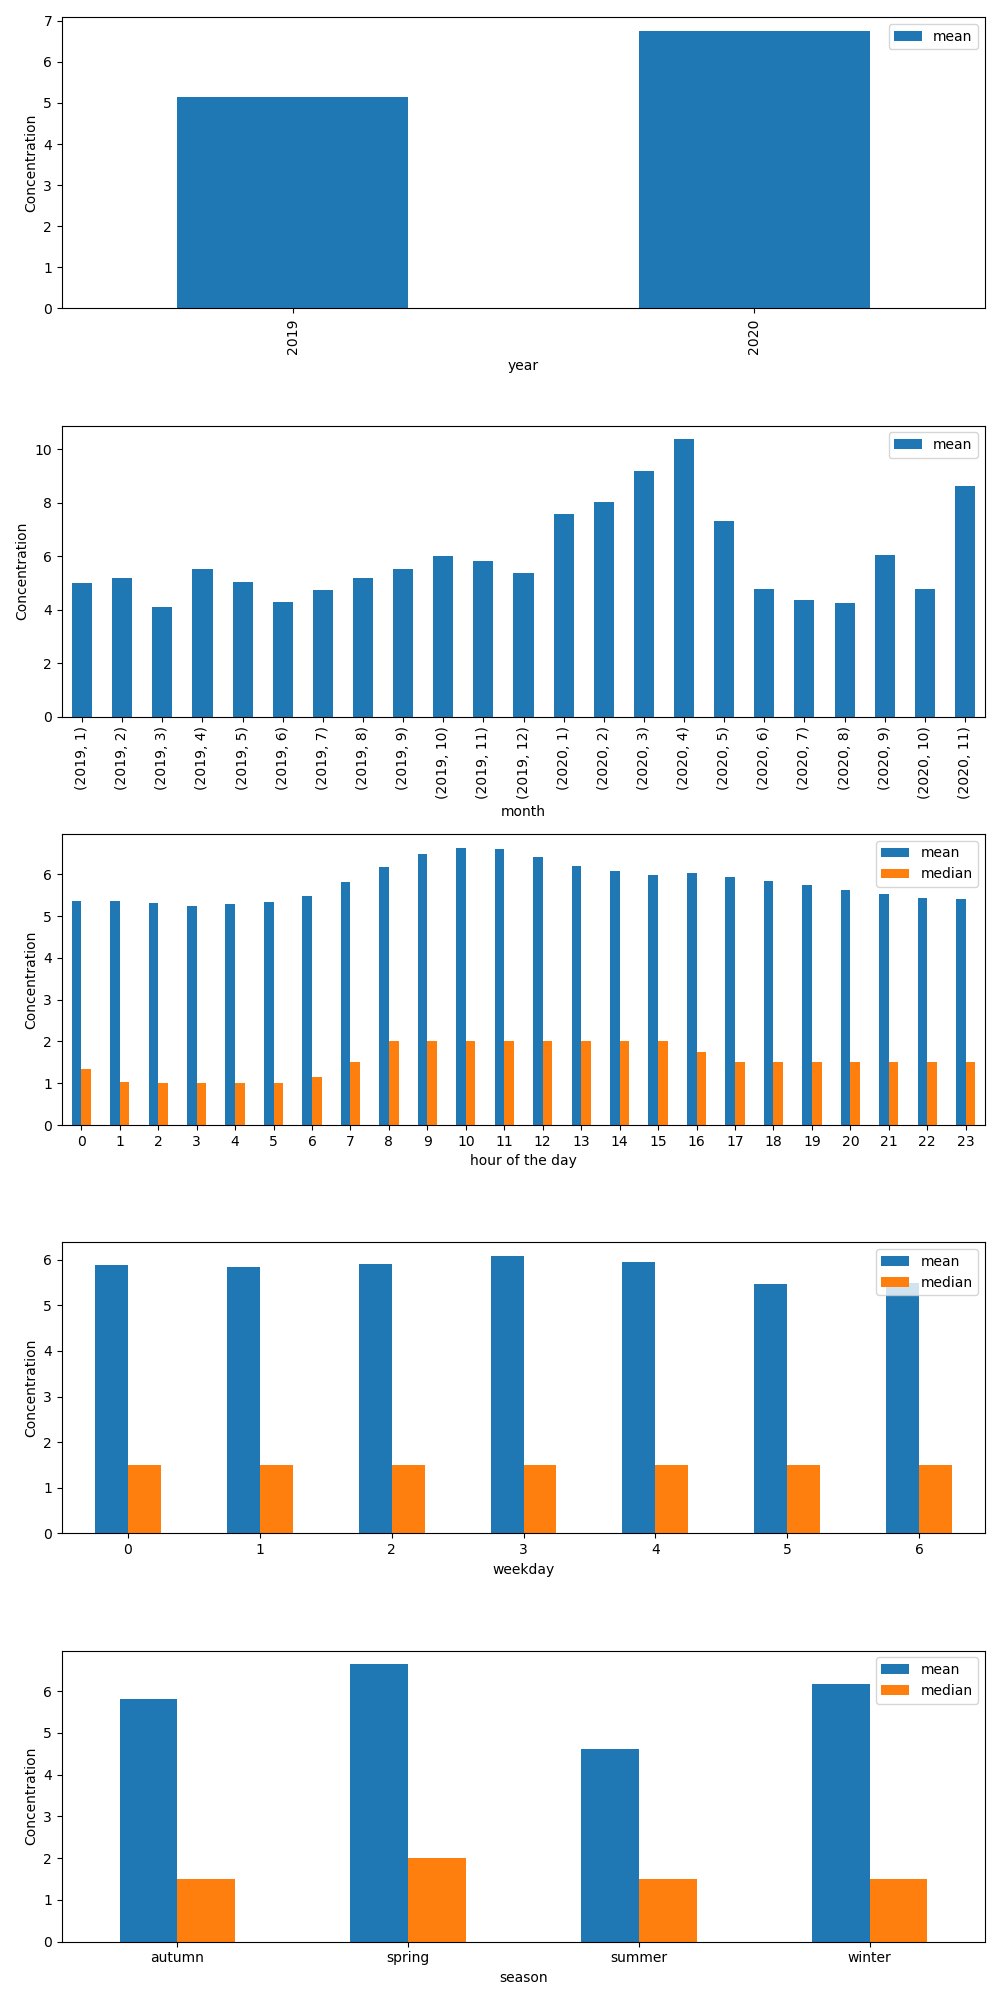 mean
7
6
5
4
3
2
1
0
Concentration
2019 2020
year
mean
10
8
6
4
2
0
Concentration
(2019, 1) (2019, 2) (2019, 3) (2019, 4) (2019, 5) (2019, 6) (2019, 7) (2019, 8) (2019, 9) (2019, 10) (2019, 11) (2019, 12) (2020, 1) (2020, 2) (2020, 3) (2020, 4) (2020, 5) (2020, 6) (2020, 7) (2020, 8) (2020, 9) (2020, 10) (2020, 11)
month
mean
median
6
5
4
3
2
1
0
Concentration
0 1 2 3 4 5 6 7 8 9 10 11 12 13 14 15 16 17 18 19 20 21 22 23
hour of the day
mean
median
6
5
4
3
2
1
0
Concentration
0 1 2 3 4 5 6
weekday
mean
median
6
5
4
3
2
1
0
Concentration
autumn spring summer winter
season